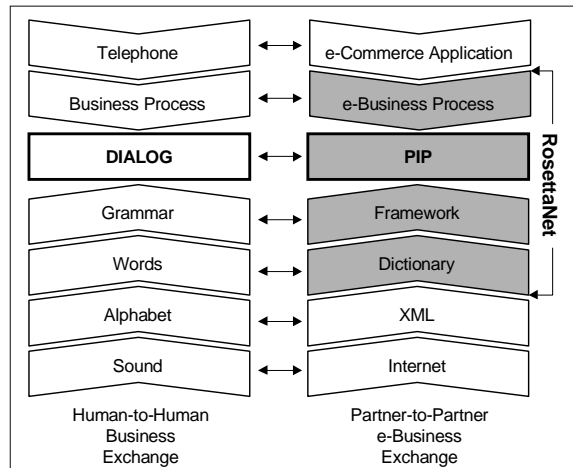 Telephone
e-Commerce Application
Business Process
e-Business Process
DIALOG
PIP
RosettaNet
Grammar
Framework
Words
Dictionary
Alphabet
XML
Sound
Internet
Human-to-Human
Business
Exchange
Partner-to-Partner
e-Business
Exchange